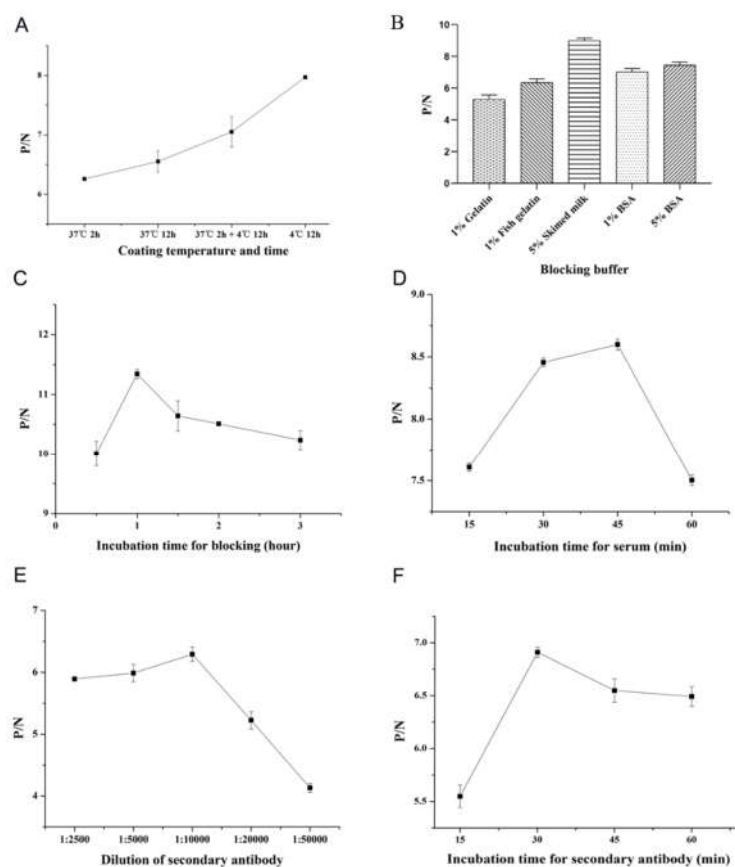 A
P/N
8
7
6
37℃ 2h
37℃ 12h
37℃ 2h + 4℃ 12h
4℃ 12h
Coating temperature and time
B
P/N
10
8
6
4
2
0
1% Gelatin
1% Fish gelatin
5% Skimed milk
1% BSA
5% BSA
Blocking buffer
C
P/N
12
11
10
9
0
1
2
3
Incubation time for blocking (hour)
D
P/N
9.0
8.5
8.0
7.5
15
30
45
60
Incubation time for serum (min)
E
P/N
7
6
5
4
1:2500
1:5000
1:10000
1:20000
1:50000
Dilution of secondary antibody
F
P/N
7.0
6.5
6.0
5.5
15
30
45
60
Incubation time for secondary antibody (min)